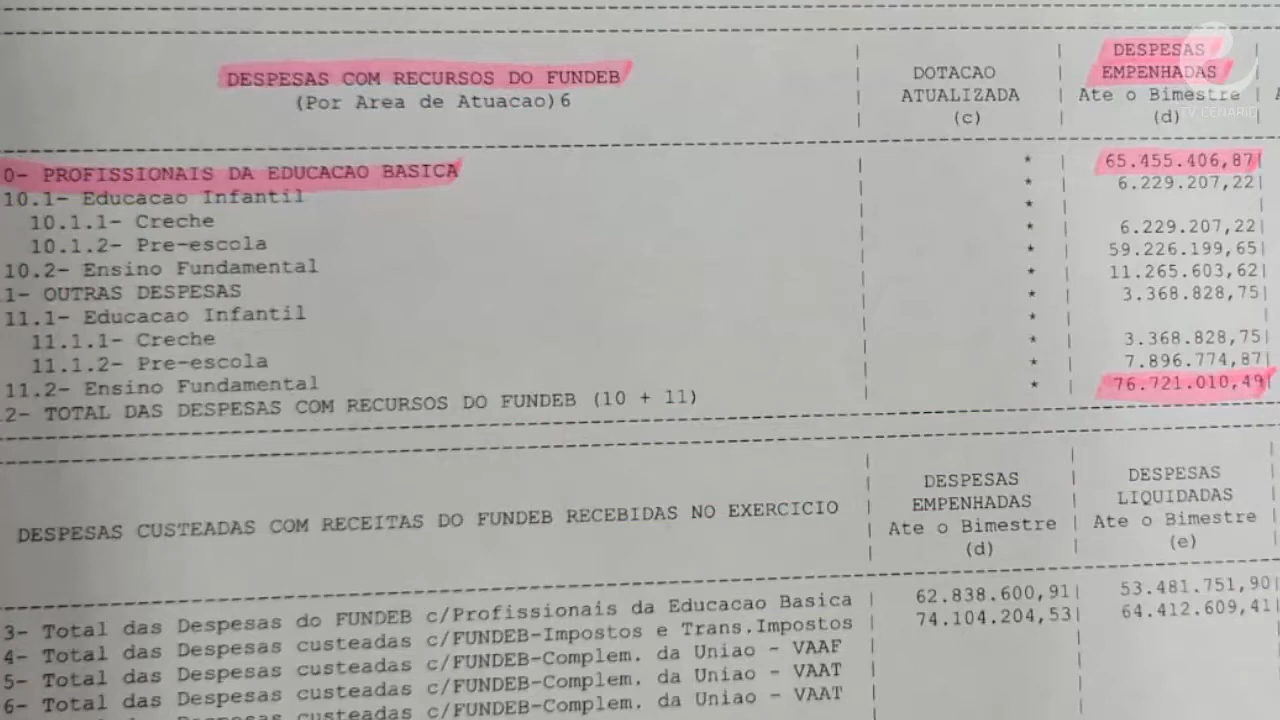 DESPESAS COM RECURSOS DO FUNDEB
(Por Area de Atuacao)6
DOTACAO
ATUALIZADA
(c)
DESPESAS
EMPENHADAS
Ate o Bimestre
(d)
TV CENARIO
0- PROFISSIONAIS DA EDUCACAO BASICA * 65.455.406,87
10.1- Educacao Infantil * 6.229.207,22
10.1.1- Creche *
10.1.2- Pre-escola * 6.229.207,22
10.2- Ensino Fundamental * 59.226.199,65
1- OUTRAS DESPESAS * 11.265.603,62
11.1- Educacao Infantil * 3.368.828,75
11.1.1- Creche *
11.1.2- Pre-escola * 3.368.828,75
11.2- Ensino Fundamental * 7.896.774,87
2- TOTAL DAS DESPESAS COM RECURSOS DO FUNDEB (10 + 11) * 76.721.010,49
DESPESAS CUSTEADAS COM RECEITAS DO FUNDEB RECEBIDAS NO EXERCICIO
DESPESAS
EMPENHADAS
Ate o Bimestre
(d)
DESPESAS
LIQUIDADAS
Ate o Bimestre
(e)
3- Total das Despesas do FUNDEB c/Profissionais da Educacao Basica 62.838.600,91 53.481.751,90
4- Total das Despesas custeadas c/FUNDEB-Impostos e Trans.Impostos 74.104.204,53 64.412.609,41
5- Total das Despesas custeadas c/FUNDEB-Complem. da Uniao - VAAF
6- Total das Despesas custeadas c/FUNDEB-Complem. da Uniao - VAAT
custeadas c/FUNDEB-Complem. da Uniao - VAAT